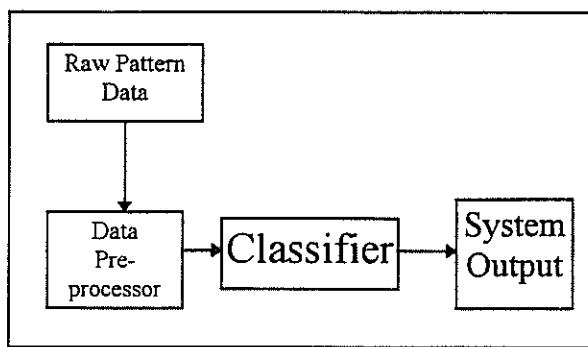 Raw Pattern
Data
Data
Pre-
processor
Classifier
System
Output